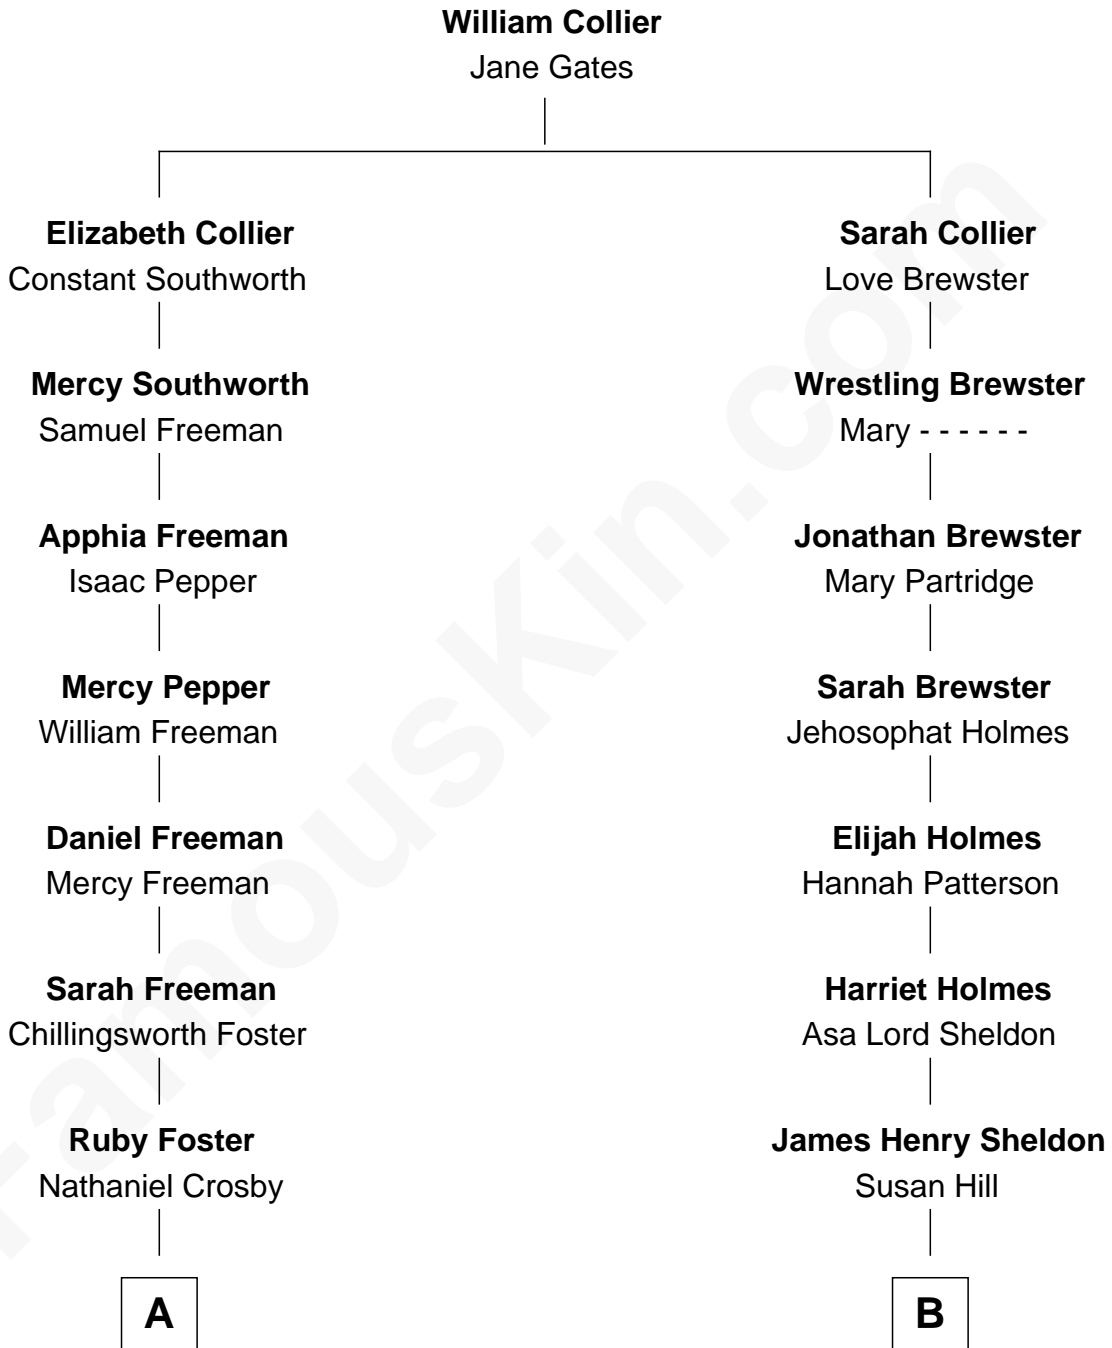 William Collier
Jane Gates
Elizabeth Collier
Constant Southworth
Sarah Collier
Love Brewster
Mercy Southworth
Samuel Freeman
Wrestling Brewster
Mary - - - - - -
Apphia Freeman
Isaac Pepper
Jonathan Brewster
Mary Partridge
Mercy Pepper
William Freeman
Sarah Brewster
Jehosophat Holmes
Daniel Freeman
Mercy Freeman
Elijah Holmes
Hannah Patterson
Sarah Freeman
Chillingsworth Foster
Harriet Holmes
Asa Lord Sheldon
Ruby Foster
Nathaniel Crosby
James Henry Sheldon
Susan Hill
A
B
FamousKin.com